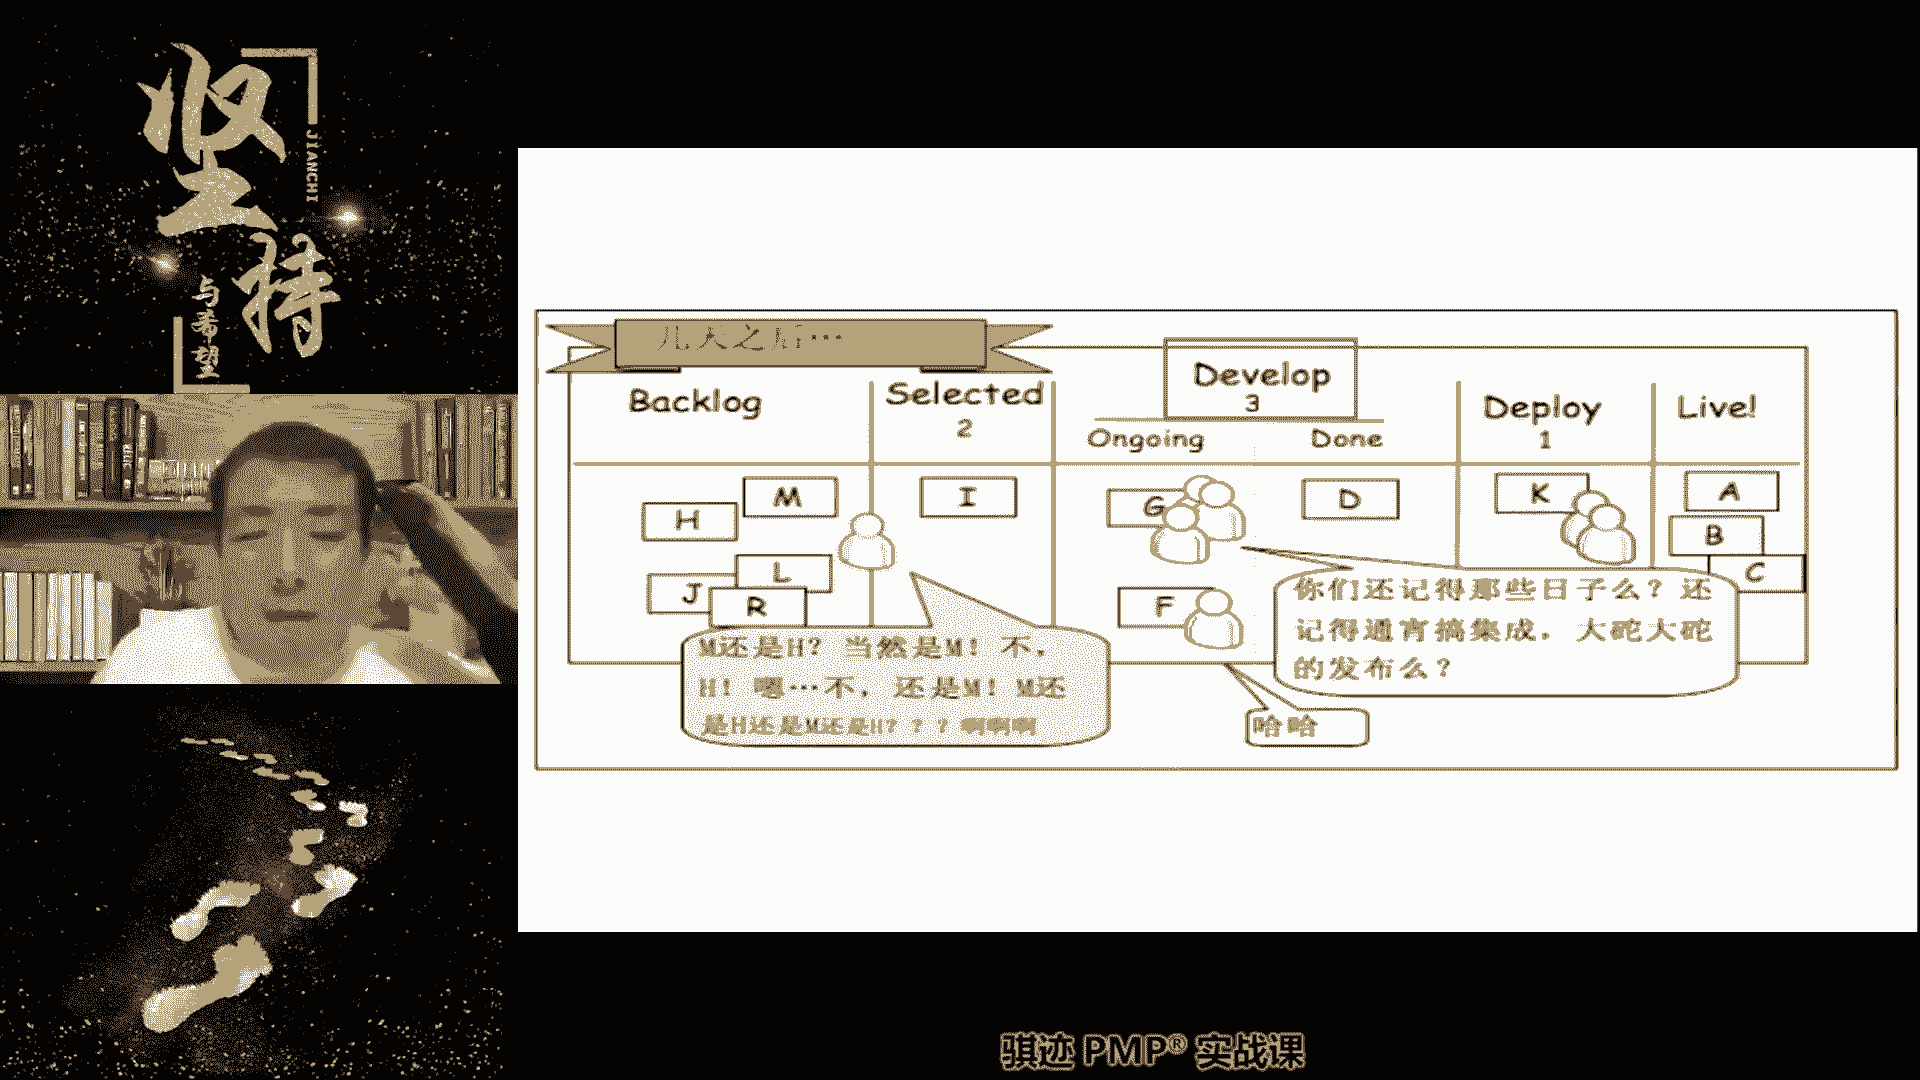 坚持
JIANCHI
与希望
几天之后…
Backlog
Selected
2
Develop
3
Ongoing
Done
Deploy
1
Live!
H
M
J
L
R
I
G
F
D
K
A
B
C
M还是H? 当然是M! 不,
H! 嗯…不, 还是M! M还
是H还是M还是H? ? ? 啊啊啊
你们还记得那些日子么? 还
记得通宵搞集成, 大砣大砣
的发布么?
哈哈
骐迹 PMP® 实战课